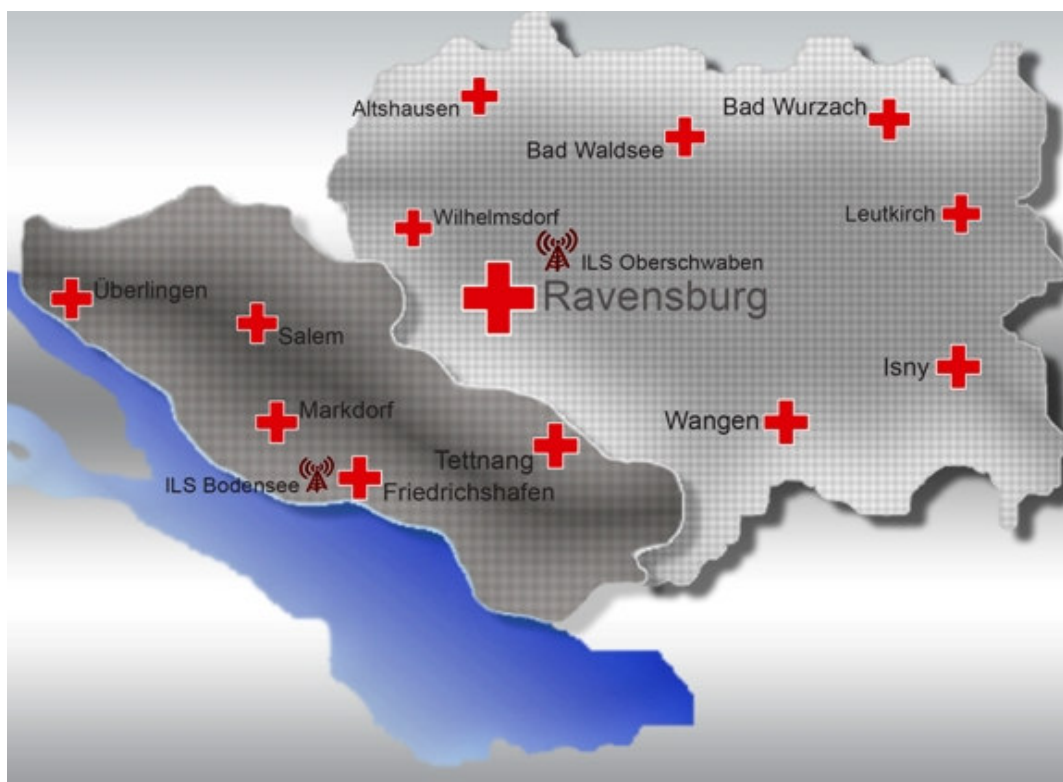 Altshausen
Bad Wurzach
Bad Waldsee
Wilhelmsdorf
Leutkirch
ILS Oberschwaben
Ravensburg
Überlingen
Salem
Isny
Markdorf
Wangen
Tettnang
ILS Bodensee
Friedrichshafen